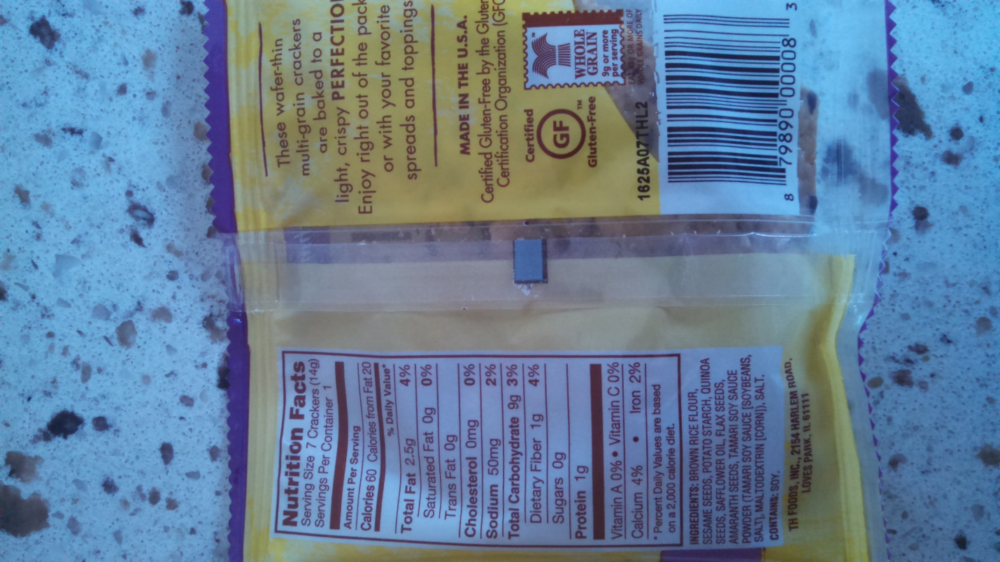 These wafer-thin
multi-grain crackers
are baked to a
light, crispy
Enjoy right out of the
or with your favorite
spreads and toppings
MADE IN THE U.S.A.
Certified Gluten-Free by the
Certification Organization
Certified
GF
TM
Gluten-Free
WHOLE
GRAIN
9g or more
per serving
OR MORE OF
WHOLE GRAINS DAILY
1625A07THL2
8 79890 00008 3
Nutrition Facts
Serving Size 7 Crackers (14g)
Servings Per Container 1
Amount Per Serving
Calories 60 Calories from Fat 20
% Daily Value*
Total Fat 2.5g 4%
Saturated Fat 0g 0%
Trans Fat 0g
Cholesterol 0mg 0%
Sodium 50mg 2%
Total Carbohydrate 9g 3%
Dietary Fiber 1g 4%
Sugars 0g
Protein 1g
Vitamin A 0% • Vitamin C 0%
Calcium 4% • Iron 2%
* Percent Daily Values are based
on a 2,000 calorie diet.
INGREDIENTS: BROWN RICE FLOUR,
SESAME SEEDS, POTATO STARCH, QUINOA
SEEDS, SAFFLOWER OIL, FLAX SEEDS,
AMARANTH SEEDS, TAMARI SOY SAUCE
POWDER (TAMARI SOY SAUCE [SOYBEANS,
SALT], MALTODEXTRIN [CORN]), SALT.
CONTAINS: SOY.
TH FOODS, INC., 2154 HARLEM ROAD.
LOVES PARK, IL 61111